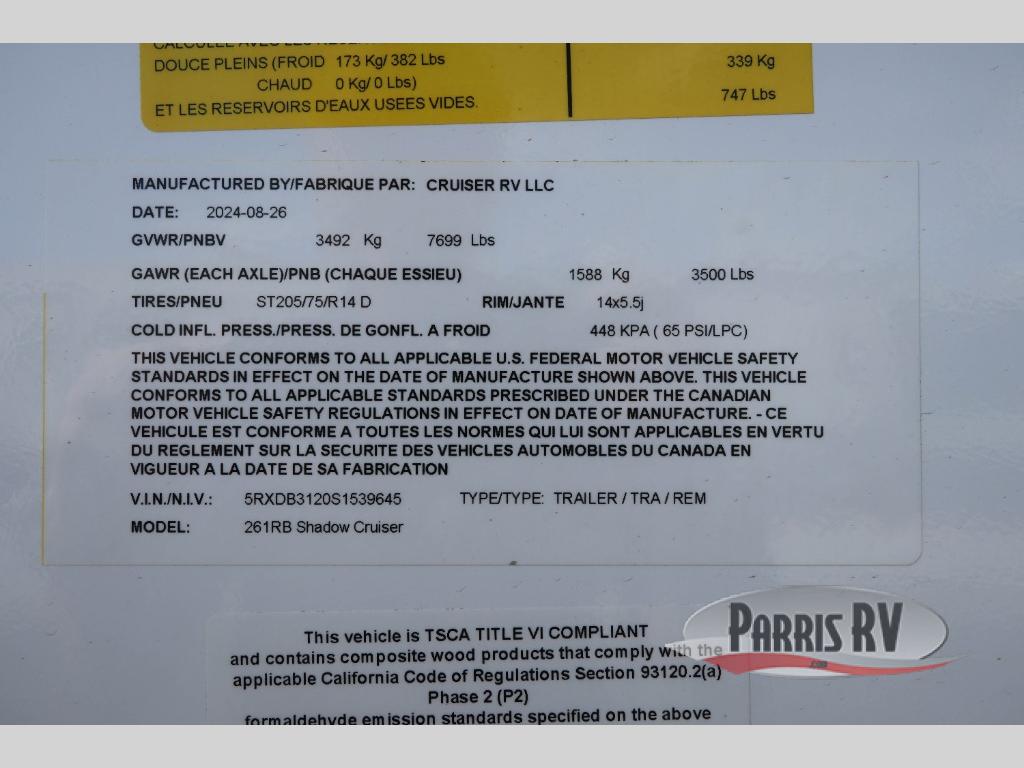 CALCULEE AVEC LES RESER
DOUCE PLEINS (FROID 173 Kg/ 382 Lbs 339 Kg
CHAUD 0 Kg/ 0 Lbs) 747 Lbs
ET LES RESERVOIRS D'EAUX USEES VIDES.
MANUFACTURED BY/FABRIQUE PAR: CRUISER RV LLC
DATE: 2024-08-26
GVWR/PNBV 3492 Kg 7699 Lbs
GAWR (EACH AXLE)/PNB (CHAQUE ESSIEU) 1588 Kg 3500 Lbs
TIRES/PNEU ST205/75/R14 D RIM/JANTE 14x5.5j
COLD INFL. PRESS./PRESS. DE GONFL. A FROID 448 KPA ( 65 PSI/LPC)
THIS VEHICLE CONFORMS TO ALL APPLICABLE U.S. FEDERAL MOTOR VEHICLE SAFETY
STANDARDS IN EFFECT ON THE DATE OF MANUFACTURE SHOWN ABOVE. THIS VEHICLE
CONFORMS TO ALL APPLICABLE STANDARDS PRESCRIBED UNDER THE CANADIAN
MOTOR VEHICLE SAFETY REGULATIONS IN EFFECT ON DATE OF MANUFACTURE. - CE
VEHICULE EST CONFORME A TOUTES LES NORMES QUI LUI SONT APPLICABLES EN VERTU
DU REGLEMENT SUR LA SECURITE DES VEHICLES AUTOMOBLES DU CANADA EN
VIGUEUR A LA DATE DE SA FABRICATION
V.I.N./N.I.V.: 5RXDB3120S1539645 TYPE/TYPE: TRAILER / TRA / REM
MODEL: 261RB Shadow Cruiser
This vehicle is TSCA TITLE VI COMPLIANT
and contains composite wood products that comply with the
applicable California Code of Regulations Section 93120.2(a)
Phase 2 (P2)
formaldehyde emission standards specified on the above
PARRIS RV
.com